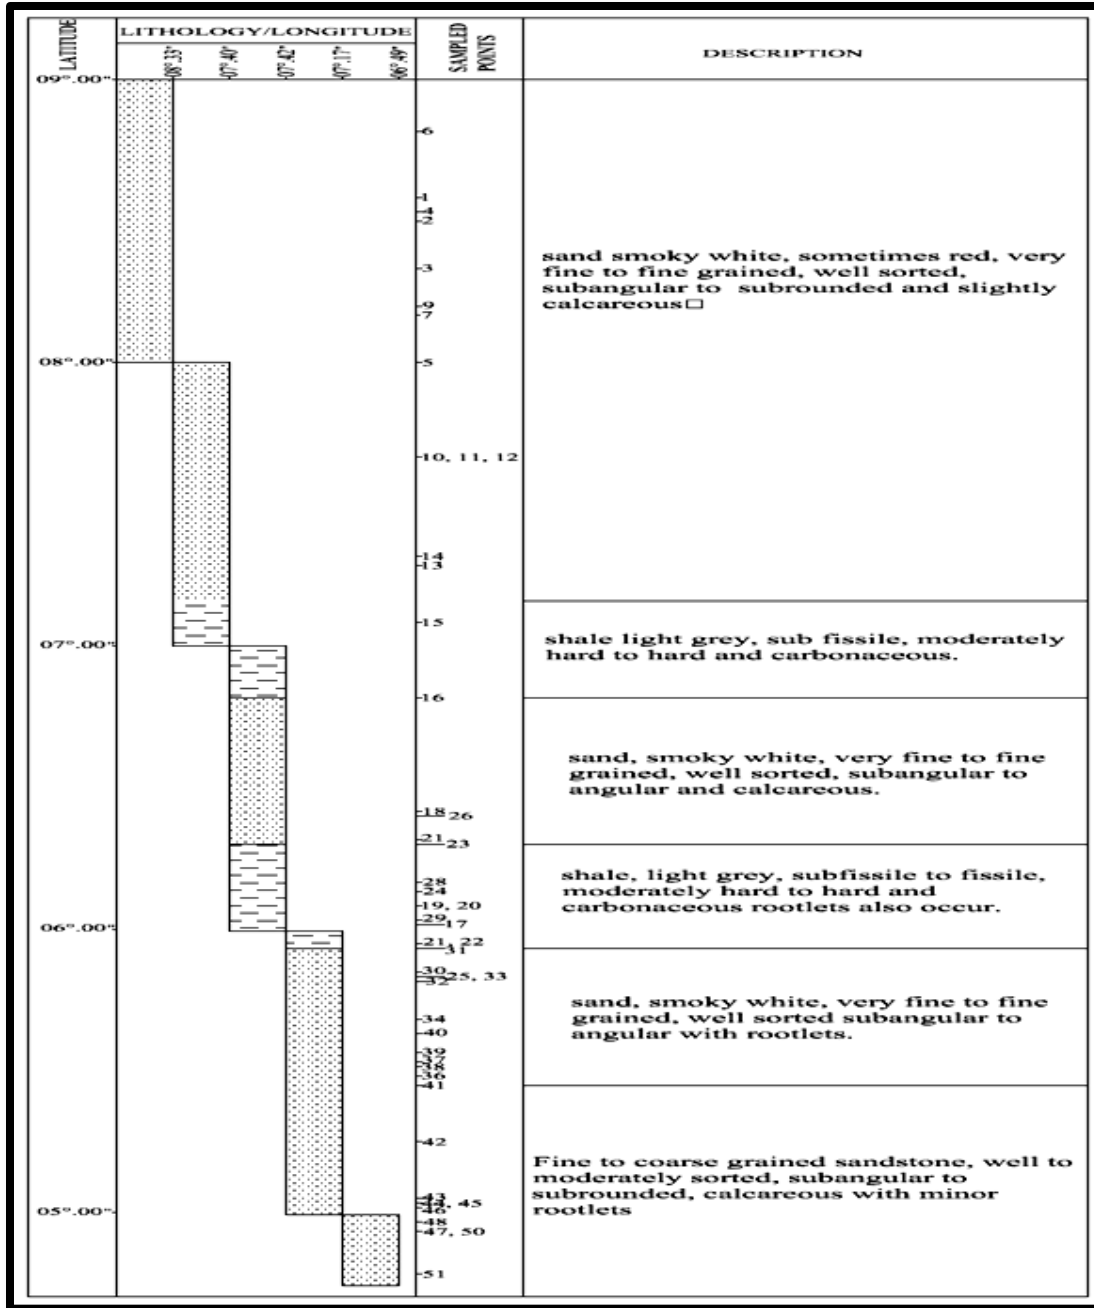 LATITUDE
LITHOLOGY/LONGITUDE
08°.33"
07°.40"
07°.42"
07°.17"
06°.49"
SAMPLED
POINTS
DESCRIPTION
09°.00"
6
1
4
2
3
9
7
sand smoky white, sometimes red, very
fine to fine grained, well sorted,
subangular to subrounded and slightly
calcareous□
08°.00"
5
10, 11, 12
14
13
15
shale light grey, sub fissile, moderately
hard to hard and carbonaceous.
07°.00"
16
sand, smoky white, very fine to fine
grained, well sorted, subangular to
angular and calcareous.
18
26
21
23
shale, light grey, subfissile to fissile,
moderately hard to hard and
carbonaceous rootlets also occur.
28
24
19, 20
29
17
06°.00"
21, 22
31
30
25, 33
32
sand, smoky white, very fine to fine
grained, well sorted subangular to
angular with rootlets.
34
40
39
37
38
36
41
42
Fine to coarse grained sandstone, well to
moderately sorted, subangular to
subrounded, calcareous with minor
rootlets
43
44, 45
46
05°.00"
48
47, 50
51